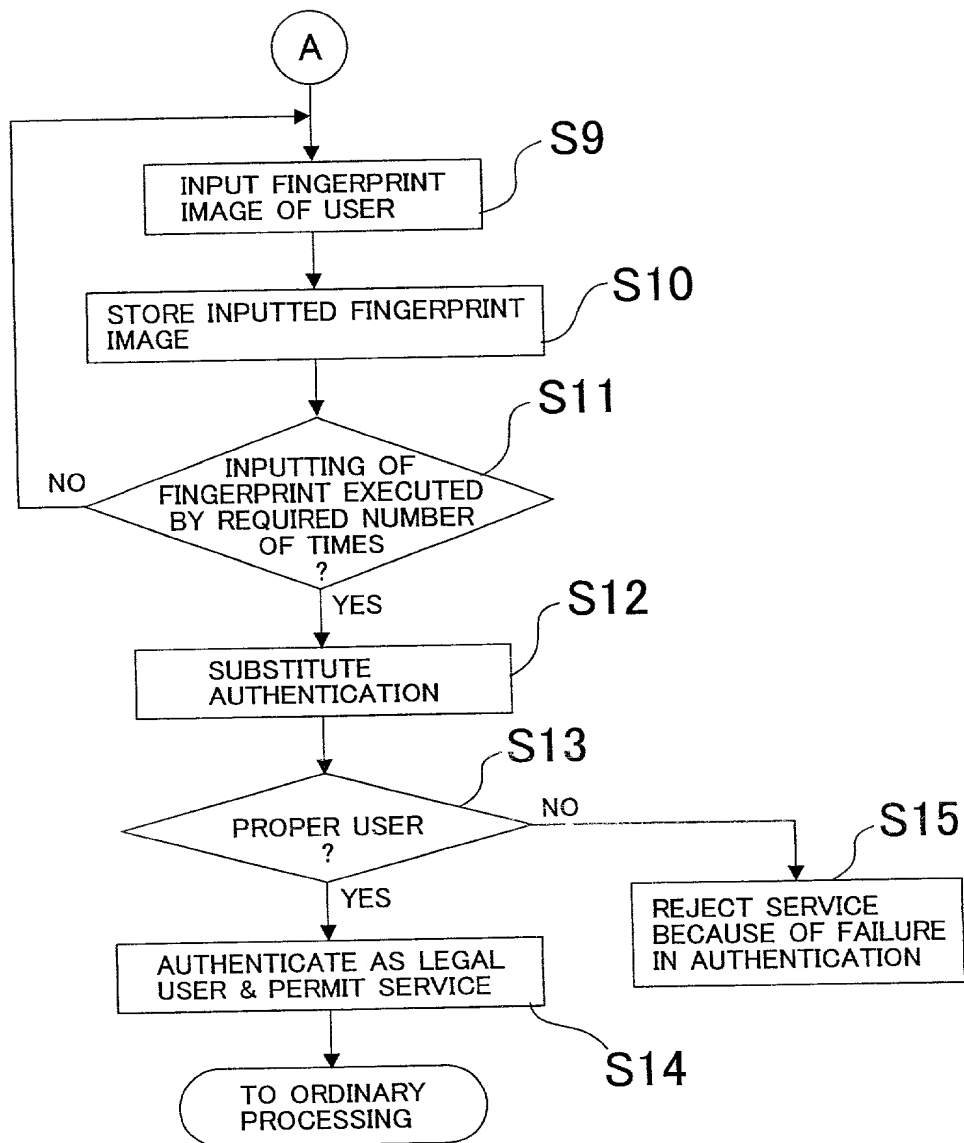 A
S9
INPUT FINGERPRINT
IMAGE OF USER
S10
STORE INPUTTED FINGERPRINT
IMAGE
S11
INPUTTING OF
FINGERPRINT EXECUTED
BY REQUIRED NUMBER
OF TIMES
?
NO
YES
S12
SUBSTITUTE
AUTHENTICATION
S13
PROPER USER
?
NO
YES
S15
REJECT SERVICE
BECAUSE OF FAILURE
IN AUTHENTICATION
AUTHENTICATE AS LEGAL
USER & PERMIT SERVICE
S14
TO ORDINARY
PROCESSING